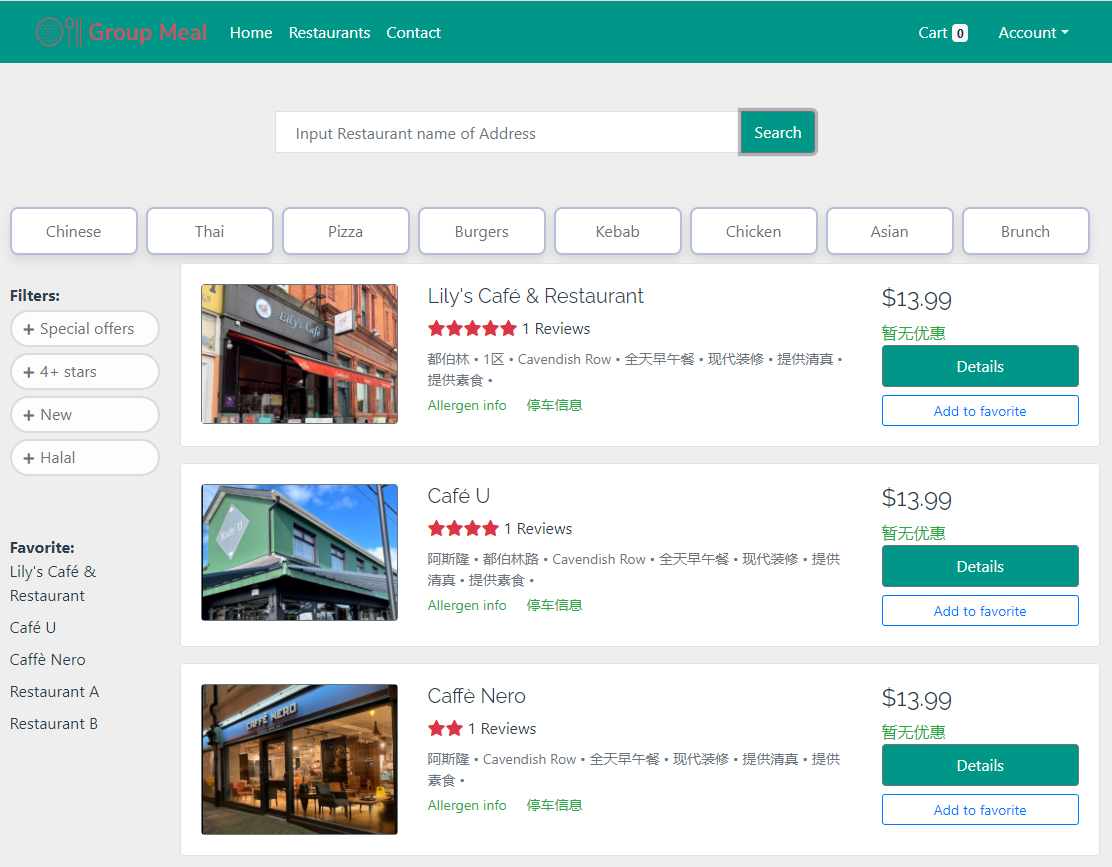 Group Meal Home Restaurants Contact Cart 0 Account
Input Restaurant name of Address Search
Chinese Thai Pizza Burgers Kebab Chicken Asian Brunch
Filters:
+ Special offers
+ 4+ stars
+ New
+ Halal
Favorite:
Lily's Café &
Restaurant
Café U
Caffè Nero
Restaurant A
Restaurant B
Lily's Café
Lily's Café & Restaurant
1 Reviews
都伯林 • 1区 • Cavendish Row • 全天早午餐 • 现代装修 • 提供清真 •
提供素食 •
Allergen info 停车信息
$13.99
暂无优惠
Details
Add to favorite
Café U
1 Reviews
阿斯隆 • 都伯林路 • Cavendish Row • 全天早午餐 • 现代装修 • 提供
清真 • 提供素食 •
Allergen info 停车信息
$13.99
暂无优惠
Details
Add to favorite
CAFFÈ NERO
Caffè Nero
1 Reviews
阿斯隆 • Cavendish Row • 全天早午餐 • 现代装修 • 提供清真 • 提供
素食 •
Allergen info 停车信息
$13.99
暂无优惠
Details
Add to favorite